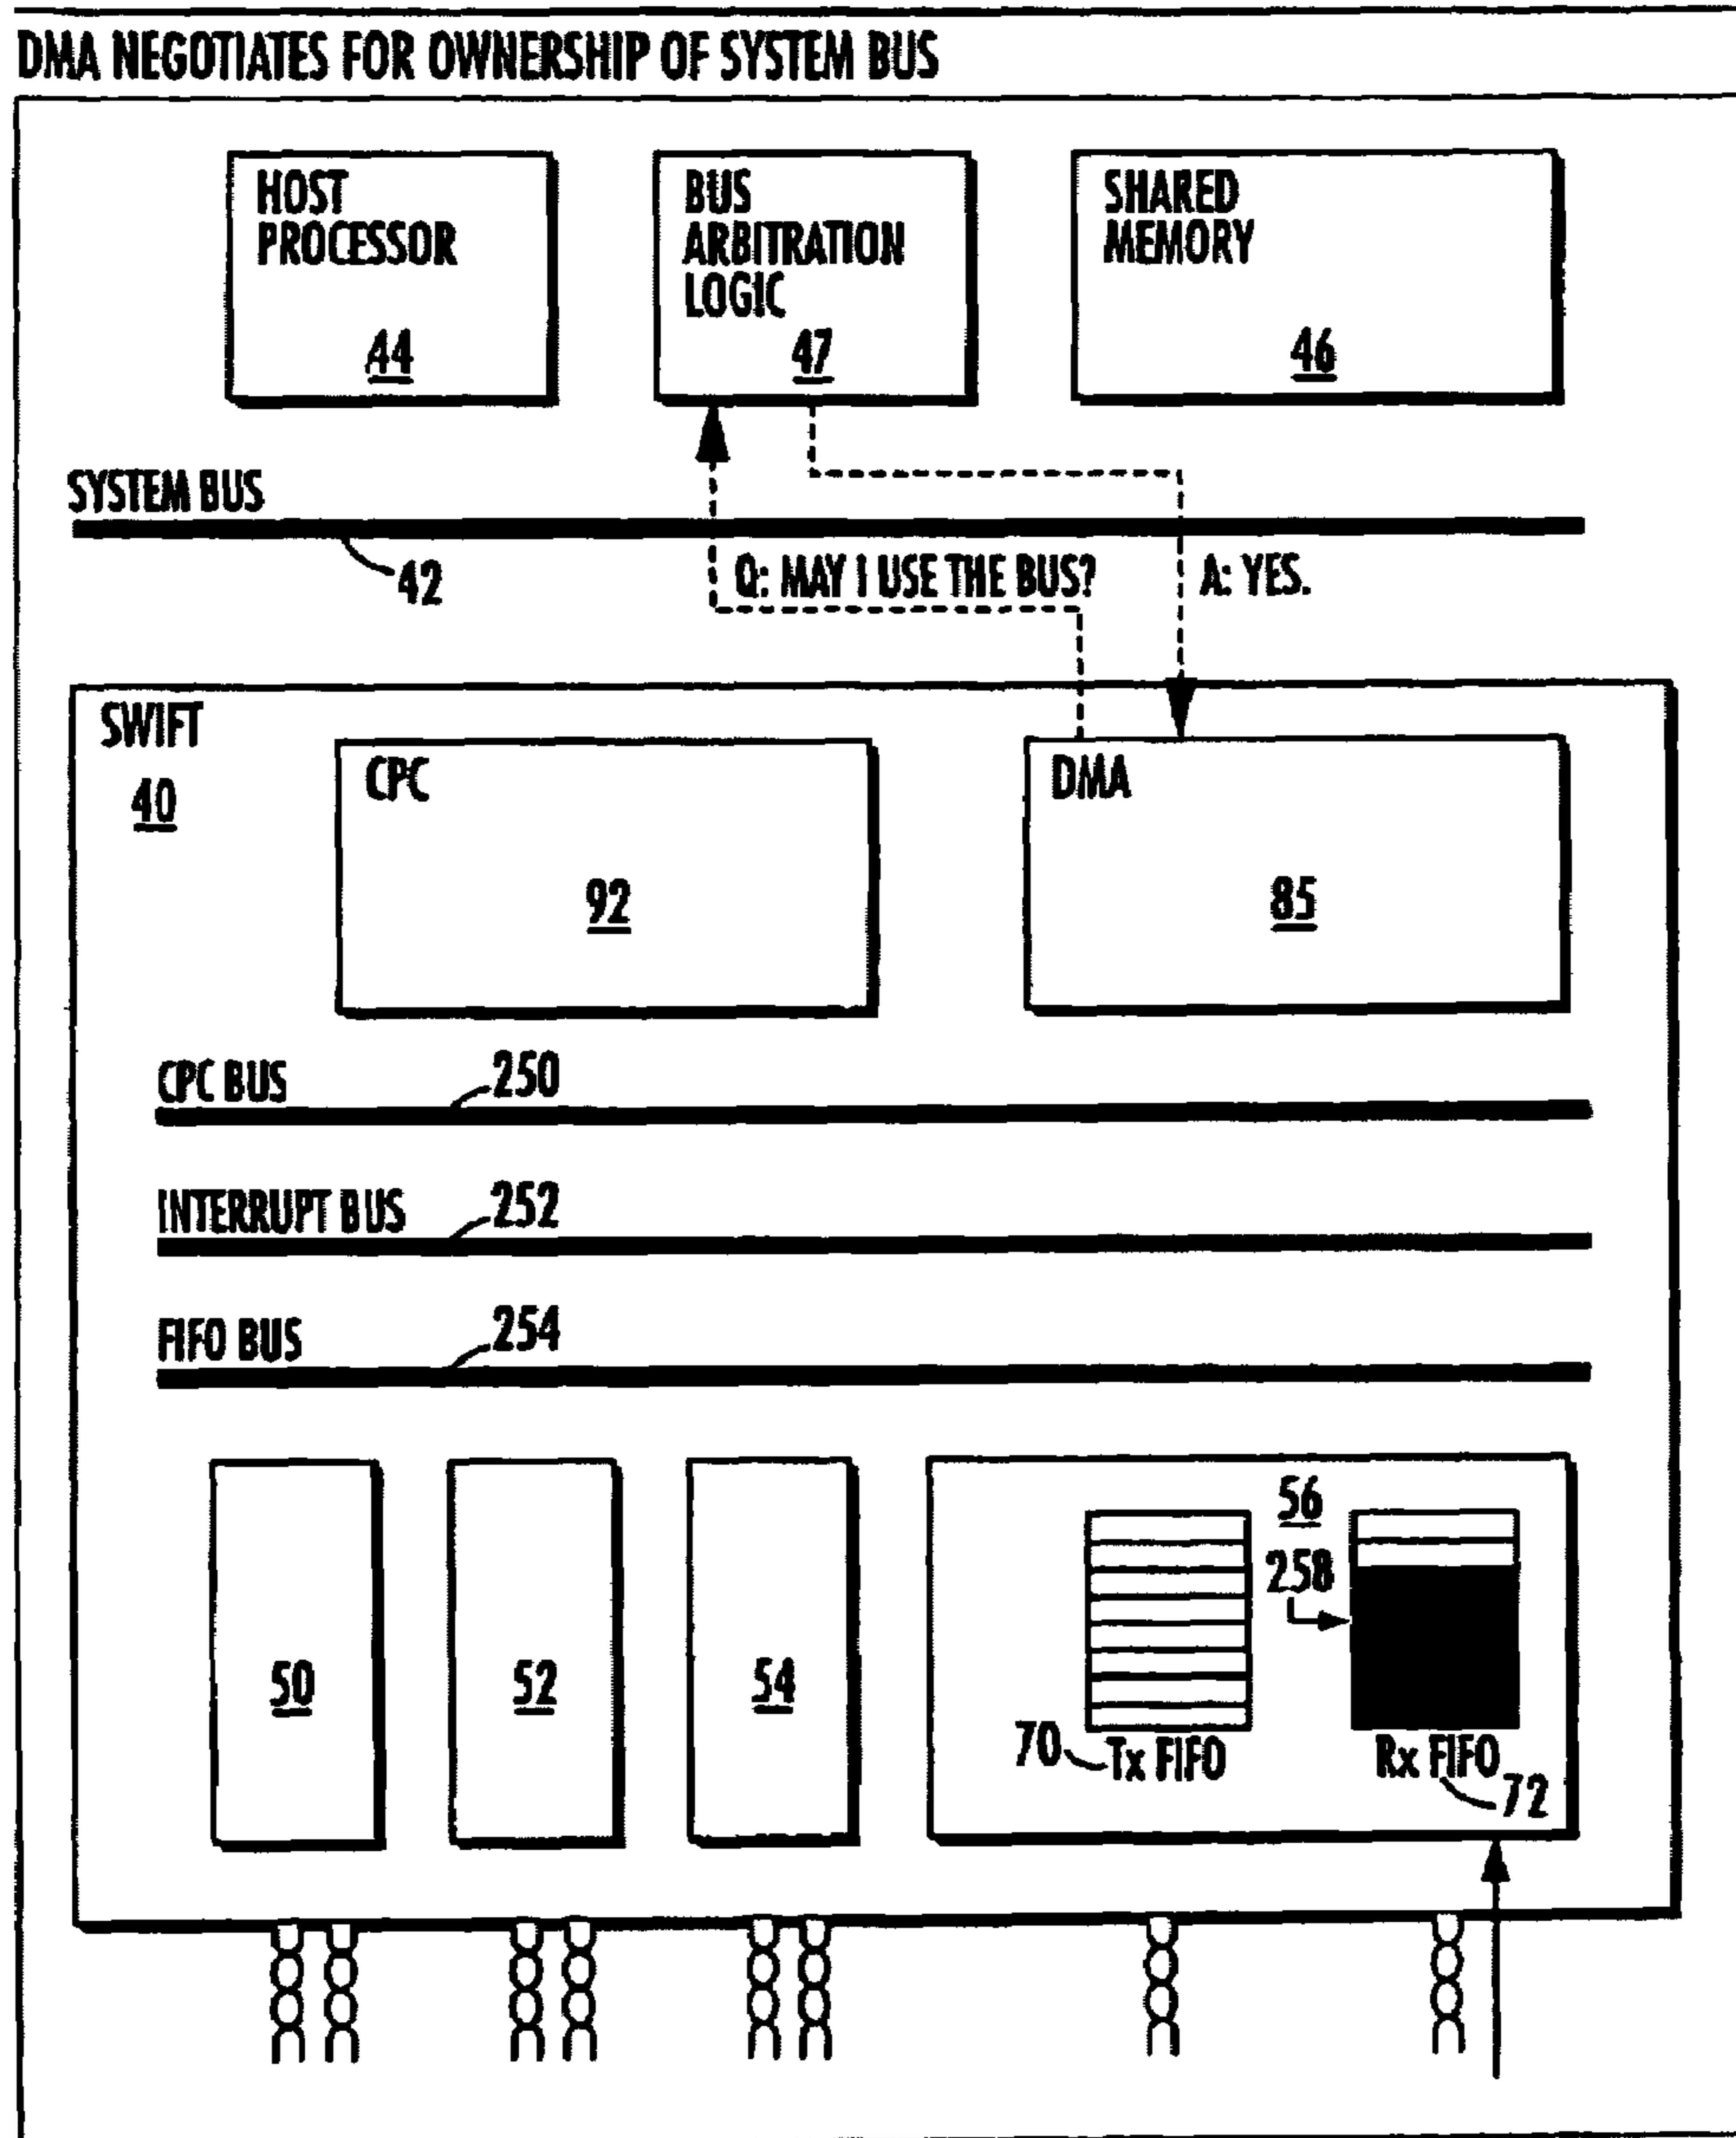 DMA NEGOTIATES FOR OWNERSHIP OF SYSTEM BUS
HOST
PROCESSOR
44
BUS
ARBITRATION
LOGIC
47
SHARED
MEMORY
46
SYSTEM BUS
42
Q: MAY I USE THE BUS?
A: YES.
SWIFT
40
CPC
92
DMA
85
CPC BUS
250
INTERRUPT BUS
252
FIFO BUS
254
50
52
54
56
258
70
Tx FIFO
Rx FIFO
72